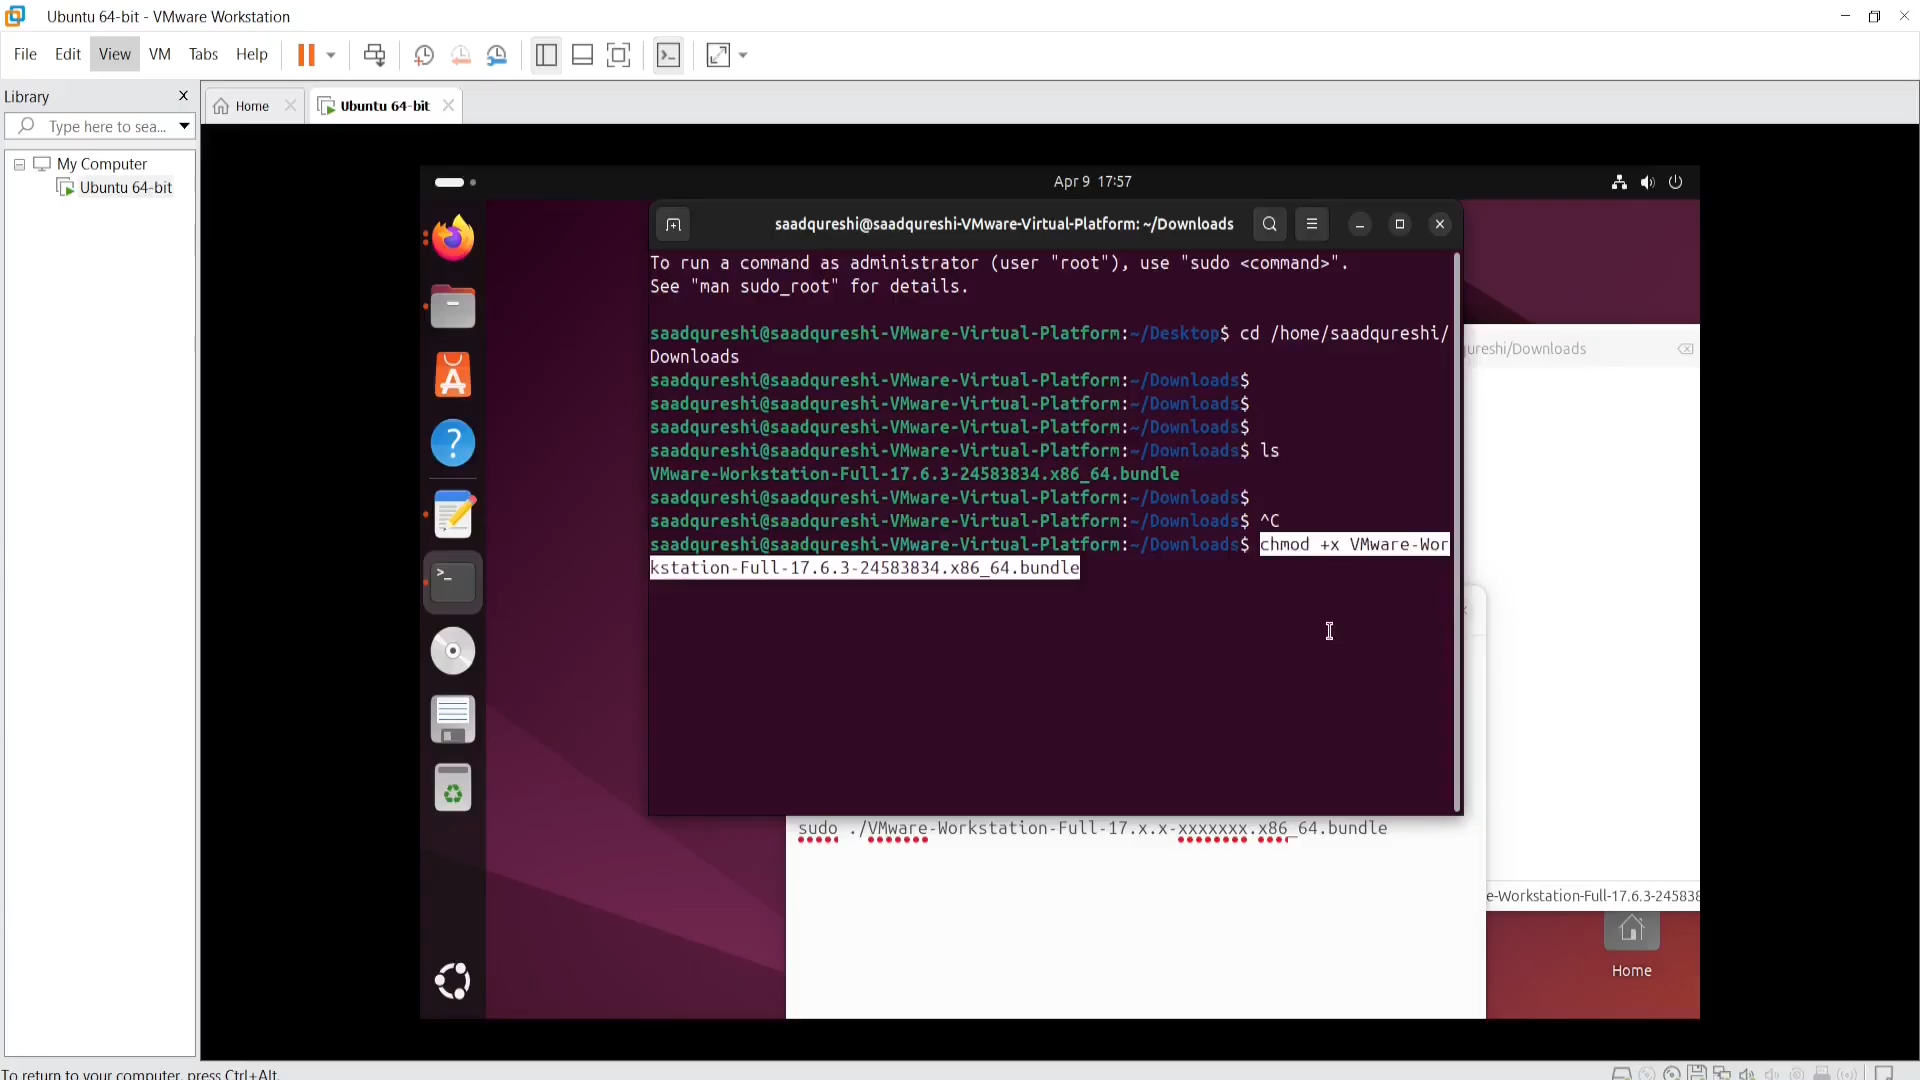 Ubuntu 64-bit - VMware Workstation
File Edit View VM Tabs Help
Library X
Home Ubuntu 64-bit
Type here to sea...
My Computer
Ubuntu 64-bit
Apr 9 17:57
saadqureshi@saadqureshi-VMware-Virtual-Platform: ~/Downloads
To run a command as administrator (user "root"), use "sudo <command>".
See "man sudo_root" for details.
saadqureshi@saadqureshi-VMware-Virtual-Platform:~/Desktop$ cd /home/saadqureshi/
Downloads
saadqureshi@saadqureshi-VMware-Virtual-Platform:~/Downloads$
saadqureshi@saadqureshi-VMware-Virtual-Platform:~/Downloads$
saadqureshi@saadqureshi-VMware-Virtual-Platform:~/Downloads$
saadqureshi@saadqureshi-VMware-Virtual-Platform:~/Downloads$ ls
VMware-Workstation-Full-17.6.3-24583834.x86_64.bundle
saadqureshi@saadqureshi-VMware-Virtual-Platform:~/Downloads$
saadqureshi@saadqureshi-VMware-Virtual-Platform:~/Downloads$ ^C
saadqureshi@saadqureshi-VMware-Virtual-Platform:~/Downloads$ chmod +x VMware-Wor
kstation-Full-17.6.3-24583834.x86_64.bundle
ureshi/Downloads
sudo ./VMware-Workstation-Full-17.x.x-xxxxxxx.x86_64.bundle
e-Workstation-Full-17.6.3-245838
Home
To return to your computer, press Ctrl+Alt.